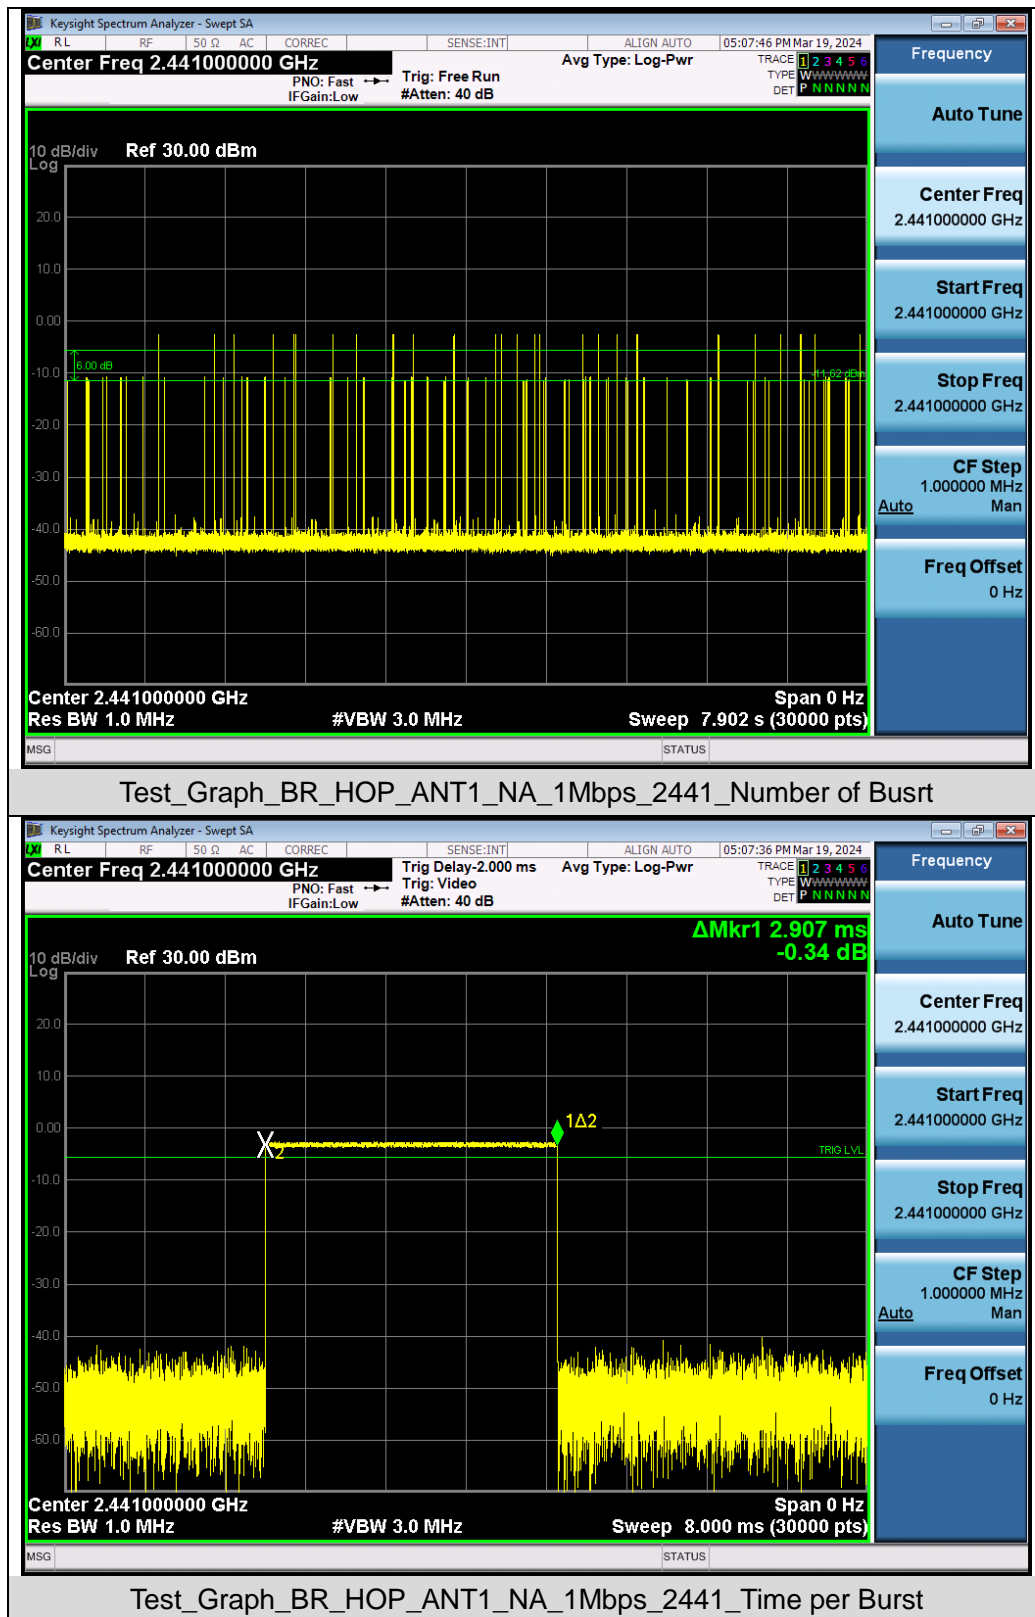 Keysight Spectrum Analyzer - Swept SA
LXI RL RF 50 Ω AC CORREC SENSE:INT ALIGN AUTO 05:07:46 PM Mar 19, 2024
Center Freq 2.441000000 GHz Avg Type: Log-Pwr TRACE 1 2 3 4 5 6
PNO: Fast Trig: Free Run TYPE WWWWWW
IFGain:Low #Atten: 40 dB DET P N N N N N
Frequency
Auto Tune
10 dB/div Ref 30.00 dBm
Log
20.0
10.0
0.00
-10.0
-20.0
-30.0
-40.0
-50.0
-60.0
6.00 dB
-11.62 dBm
Center Freq
2.441000000 GHz
Start Freq
2.441000000 GHz
Stop Freq
2.441000000 GHz
CF Step
1.000000 MHz
Auto Man
Freq Offset
0 Hz
Center 2.441000000 GHz Span 0 Hz
Res BW 1.0 MHz #VBW 3.0 MHz Sweep 7.902 s (30000 pts)
MSG STATUS
Test_Graph_BR_HOP_ANT1_NA_1Mbps_2441_Number of Busrt
Keysight Spectrum Analyzer - Swept SA
LXI RL RF 50 Ω AC CORREC SENSE:INT ALIGN AUTO 05:07:36 PM Mar 19, 2024
Center Freq 2.441000000 GHz Trig Delay-2.000 ms Avg Type: Log-Pwr TRACE 1 2 3 4 5 6
PNO: Fast Trig: Video TYPE WWWWWW
IFGain:Low #Atten: 40 dB DET P N N N N N
Frequency
Auto Tune
ΔMkr1 2.907 ms
-0.34 dB
10 dB/div Ref 30.00 dBm
Log
20.0
10.0
0.00
-10.0
-20.0
-30.0
-40.0
-50.0
-60.0
2
1Δ2
TRIG LVL
Center Freq
2.441000000 GHz
Start Freq
2.441000000 GHz
Stop Freq
2.441000000 GHz
CF Step
1.000000 MHz
Auto Man
Freq Offset
0 Hz
Center 2.441000000 GHz Span 0 Hz
Res BW 1.0 MHz #VBW 3.0 MHz Sweep 8.000 ms (30000 pts)
MSG STATUS
Test_Graph_BR_HOP_ANT1_NA_1Mbps_2441_Time per Burst